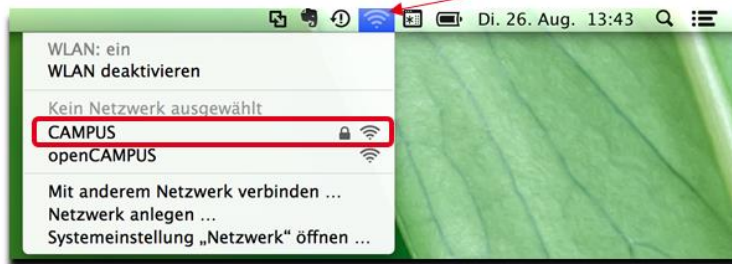 Di. 26. Aug. 13:43
WLAN: ein
WLAN deaktivieren
Kein Netzwerk ausgewählt
CAMPUS
openCAMPUS
Mit anderem Netzwerk verbinden ...
Netzwerk anlegen ...
Systemeinstellung „Netzwerk“ öffnen ...